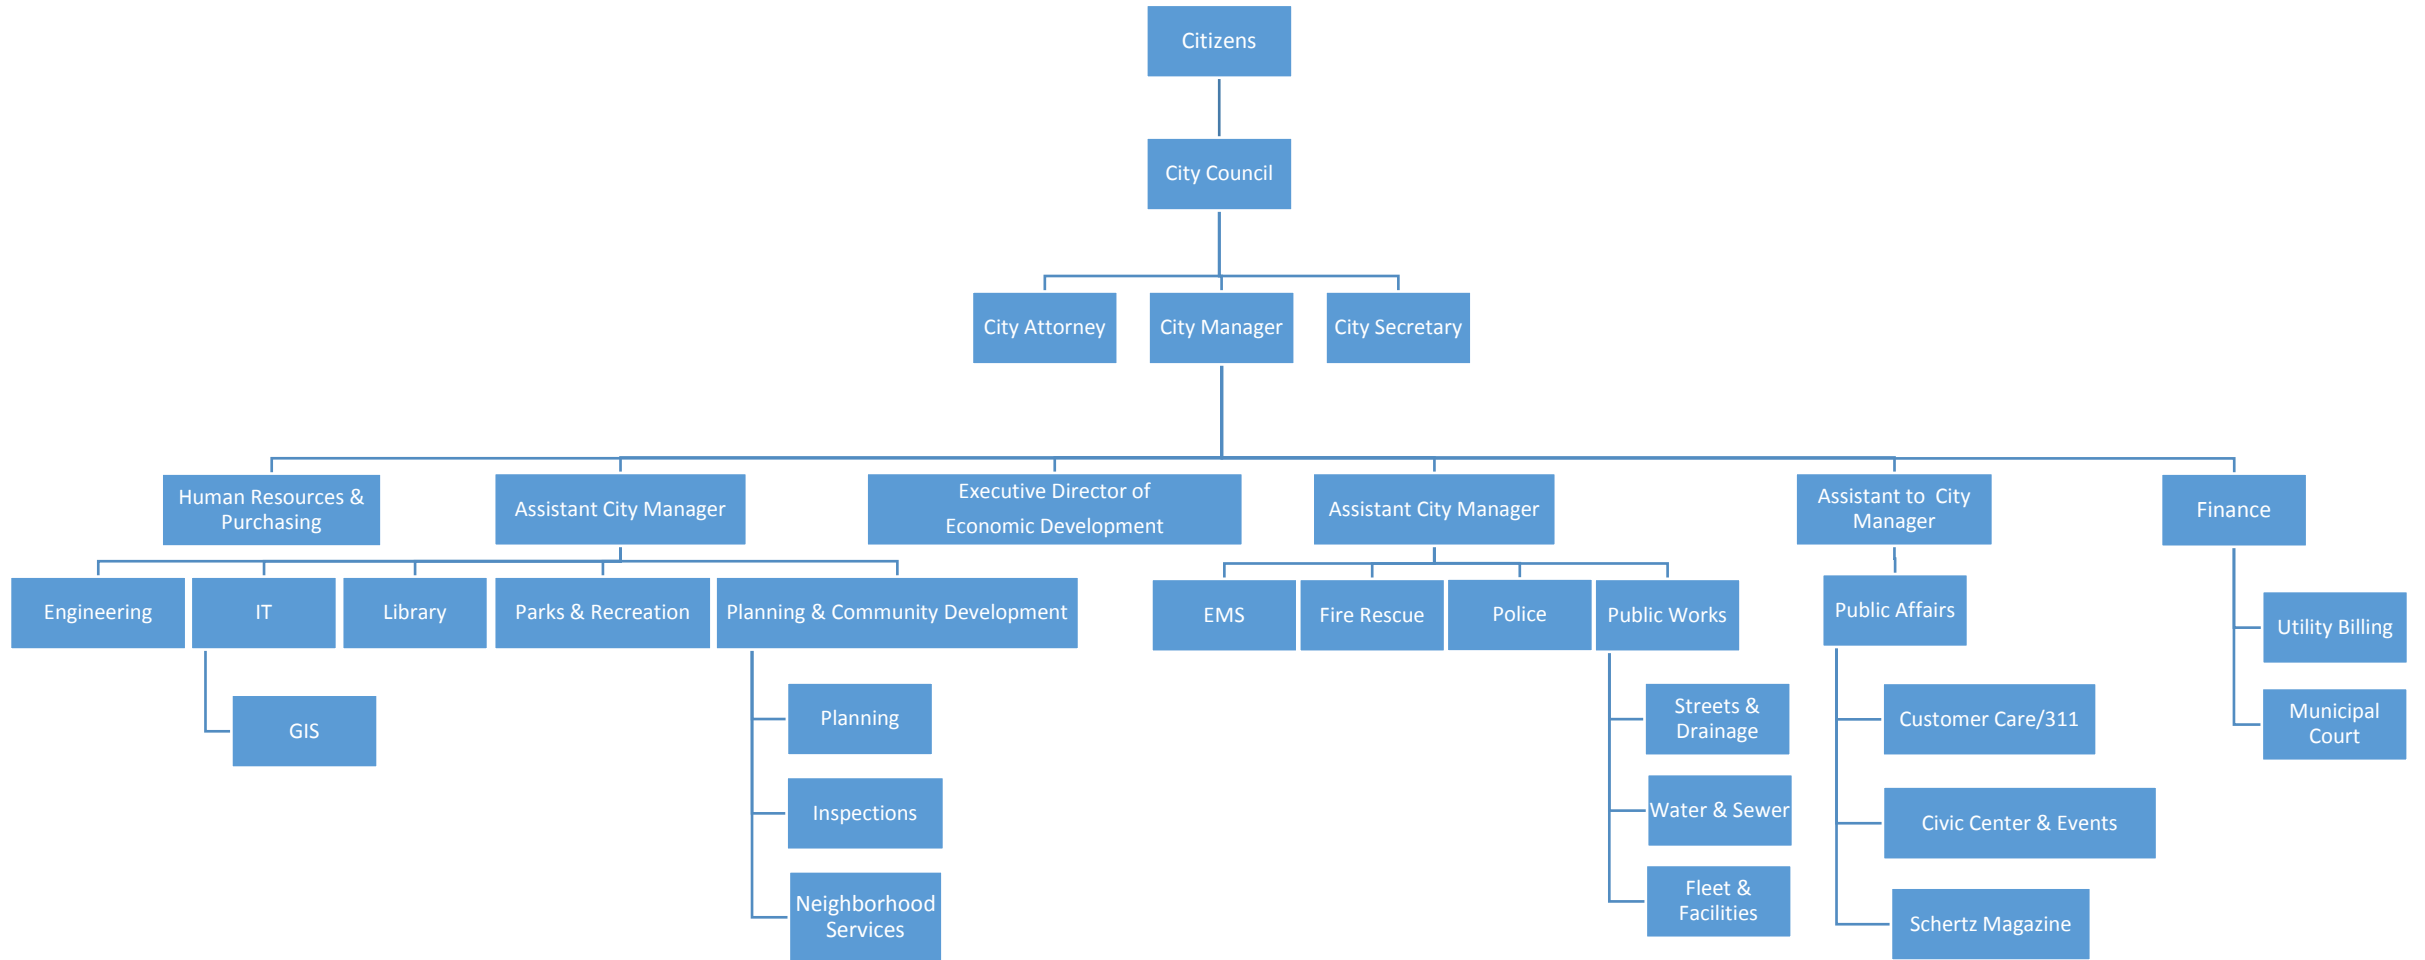 Citizens
City Council
City Attorney
City Manager
City Secretary
Human Resources &
Purchasing
Assistant City Manager
Executive Director of
Economic Development
Assistant City Manager
Assistant to City
Manager
Finance
Engineering
IT
Library
Parks & Recreation
Planning & Community Development
EMS
Fire Rescue
Police
Public Works
Public Affairs
Utility Billing
GIS
Planning
Streets &
Drainage
Customer Care/311
Municipal
Court
Inspections
Water & Sewer
Civic Center & Events
Neighborhood
Services
Fleet &
Facilities
Schertz Magazine